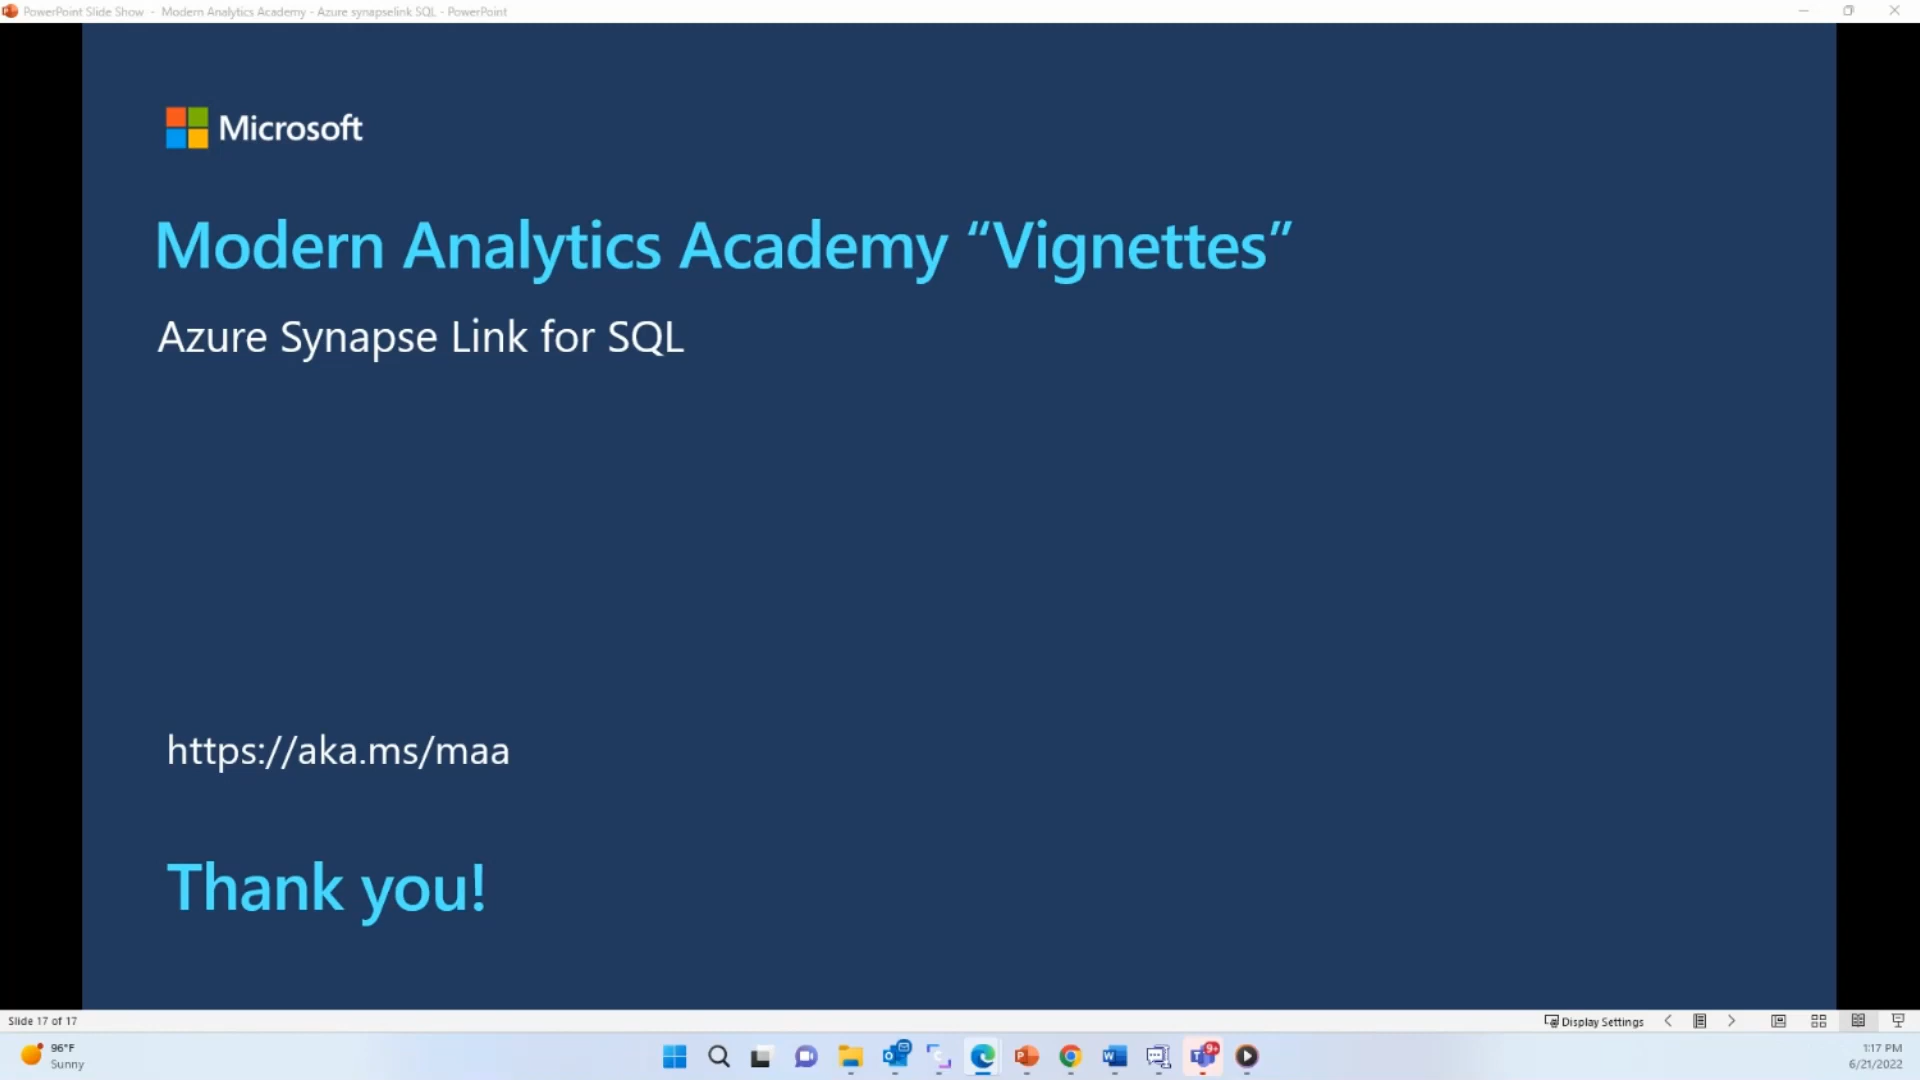 PowerPoint Slide Show - Modern Analytics Academy - Azure synapselink SQL - PowerPoint
Microsoft
Modern Analytics Academy “Vignettes”
Azure Synapse Link for SQL
https://aka.ms/maa
Thank you!
Slide 17 of 17
Display Settings
96°F
Sunny
9+
1:17 PM
6/21/2022